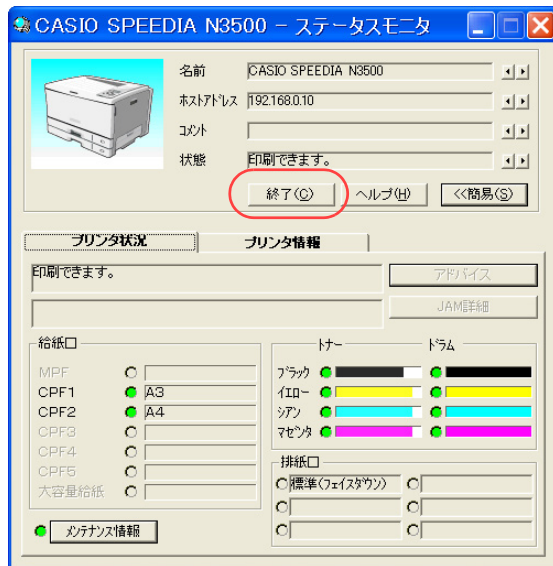 CASIO SPEEDIA N3500 － ステータスモニタ
名前 CASIO SPEEDIA N3500
ホストアドレス 192.168.0.10
コメント
状態 印刷できます。
終了(C) ヘルプ(H) <<簡易(S)
プリンタ状況 プリンタ情報
印刷できます。 アドバイス
JAM詳細
給紙口
MPF
CPF1 A3
CPF2 A4
CPF3
CPF4
CPF5
大容量給紙
メンテナンス情報
トナー ドラム
ブラック
イエロー
シアン
マゼンタ
排紙口
標準(フェイスダウン)